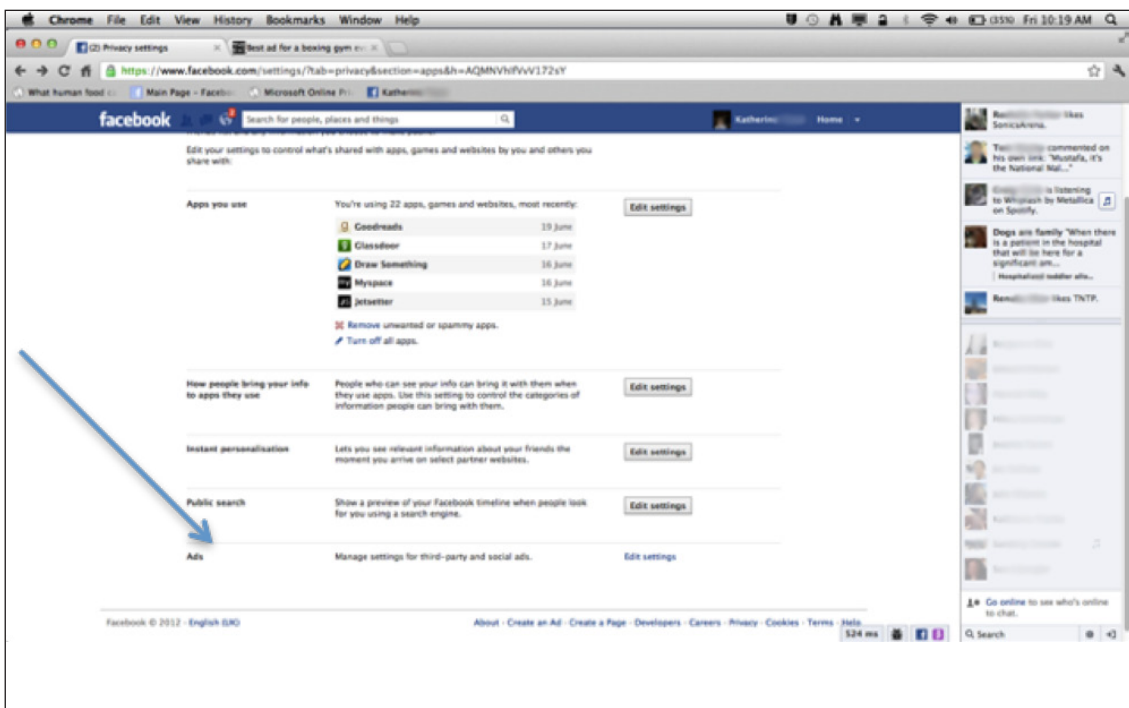 Chrome File Edit View History Bookmarks Window Help
(35%) Fri 10:19 AM
(2) Privacy settings
Best ad for a boxing gym
https://www.facebook.com/settings/?tab=privacy&section=apps&h=
What human food
Main Page - Facebo
Microsoft Online
Katherine
facebook
2
Search for people, places and things
Katherine
Home
Edit your settings to control what's shared with apps, games and websites by you and others you
share with:
Apps you use
You're using 22 apps, games and websites, most recently:
Edit settings
Goodreads 19 June
Glassdoor 17 June
Draw Something 16 June
Myspace 16 June
Jetsetter 15 June
Remove unwanted or spammy apps.
Turn off all apps.
How people bring your info
to apps they use
People who can see your info can bring it with them when
they use apps. Use this setting to control the categories of
information people can bring with them.
Edit settings
Instant personalisation
Lets you see relevant information about your friends the
moment you arrive on select partner websites.
Edit settings
Public search
Show a preview of your Facebook timeline when people look
for you using a search engine.
Edit settings
Ads
Manage settings for third-party and social ads.
Edit settings
Facebook © 2012 · English (UK)
About · Create an Ad · Create a Page · Developers · Careers · Privacy · Cookies · Terms · Help
524 ms
likes
SonicsArena.
commented on
his own link: "Mustafa, it's
the National Mal..."
is listening
to Whiplash by Metallica
on Spotify.
Dogs are family "When there
is a patient in the hospital
that will be here for a
significant am...
Hospitalized toddler
likes TNTP.
Go online to see who's online
to chat.
Search